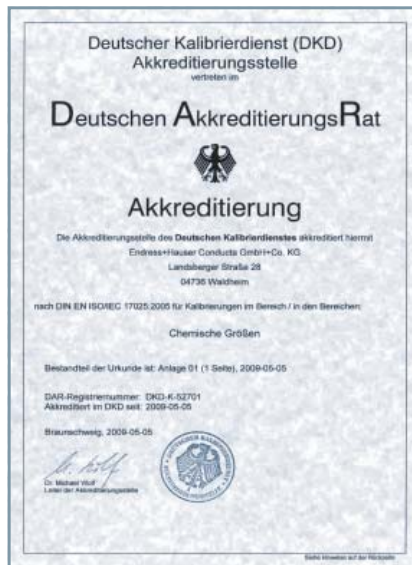 Deutscher Kalibrierdienst (DKD)
Akkreditierungsstelle
vertreten im
Deutschen AkkreditierungsRat
Akkreditierung
Die Akkreditierungsstelle des Deutschen Kalibrierdienstes akkreditiert hiermit
Endress+Hauser Conducta GmbH+Co. KG
Landsberger Straße 28
04736 Waldheim
nach DIN EN ISO/IEC 17025:2005 für Kalibrierungen im Bereich / in den Bereichen:
Chemische Größen
Bestandteil der Urkunde ist: Anlage 01 (1 Seite), 2009-05-05
DAR-Registriernummer: DKD-K-52701
Akkreditiert im DKD seit: 2009-05-05
Braunschweig, 2009-05-05
Dr. Michael Wolf
Leiter der Akkreditierungsstelle
Siehe Hinweise auf der Rückseite